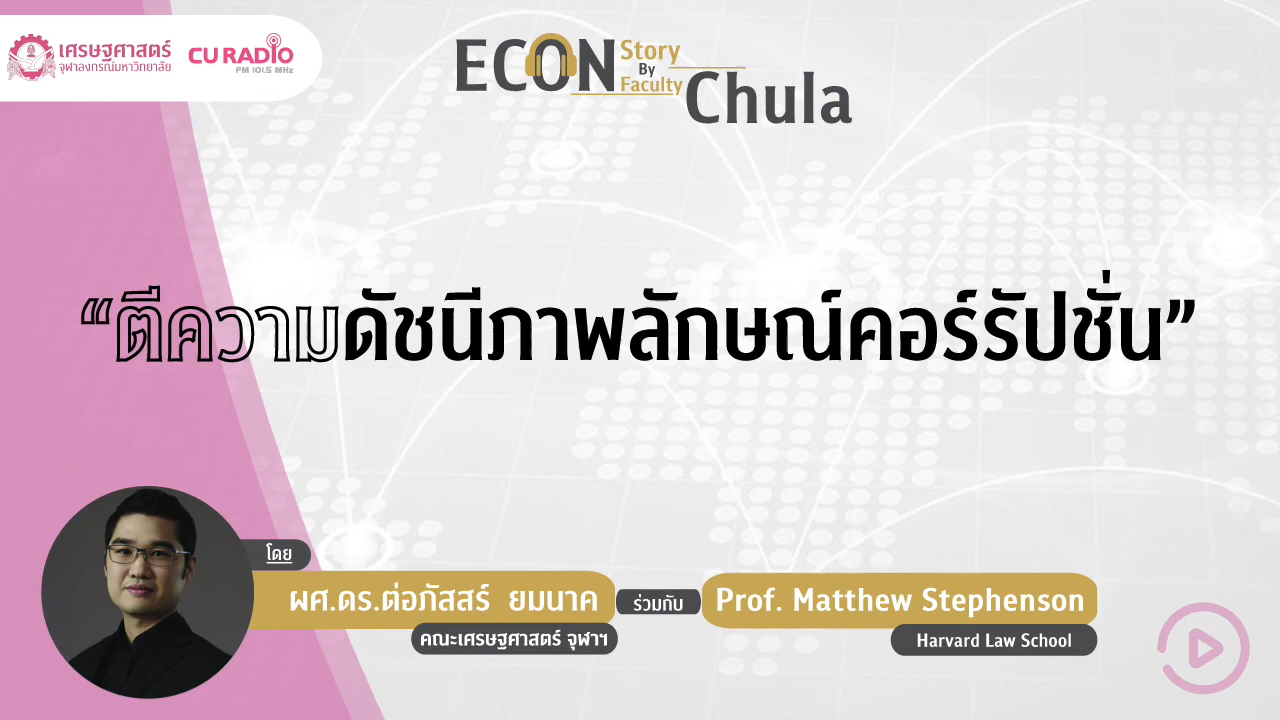 เศรษฐศาสตร์
จุฬาลงกรณ์มหาวิทยาลัย
CU RADIO
FM 101.5 MHz
ECON Story By Faculty Chula
“ตีความดัชนีภาพลักษณ์คอร์รัปชั่น”
โดย
ผศ.ดร.ต่อภัสสร์ ยมนาค ร่วมกับ Prof. Matthew Stephenson
คณะเศรษฐศาสตร์ จุฬาฯ
Harvard Law School